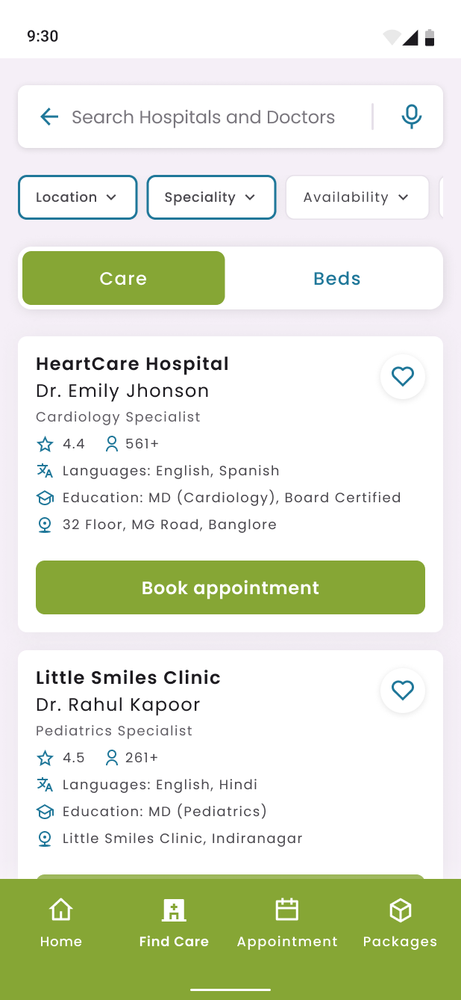 9:30
Search Hospitals and Doctors
Location
Speciality
Availability
Care
Beds
HeartCare Hospital
Dr. Emily Jhonson
Cardiology Specialist
4.4 561+
Languages: English, Spanish
Education: MD (Cardiology), Board Certified
32 Floor, MG Road, Banglore
Book appointment
Little Smiles Clinic
Dr. Rahul Kapoor
Pediatrics Specialist
4.5 261+
Languages: English, Hindi
Education: MD (Pediatrics)
Little Smiles Clinic, Indiranagar
Home
Find Care
Appointment
Packages